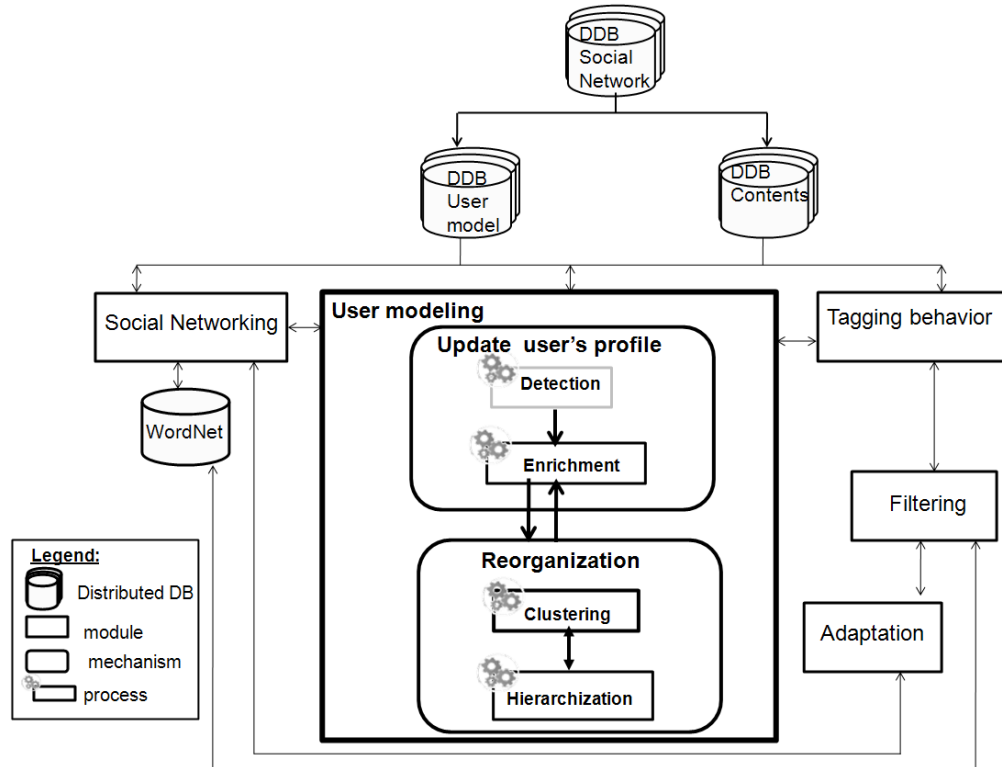 DDB
Social
Network
DDB
User
model
DDB
Contents
Social Networking
User modeling
Tagging behavior
Update user's profile
Detection
WordNet
Enrichment
Filtering
Reorganization
Clustering
Adaptation
Hierarchization
Legend:
Distributed DB
module
mechanism
process